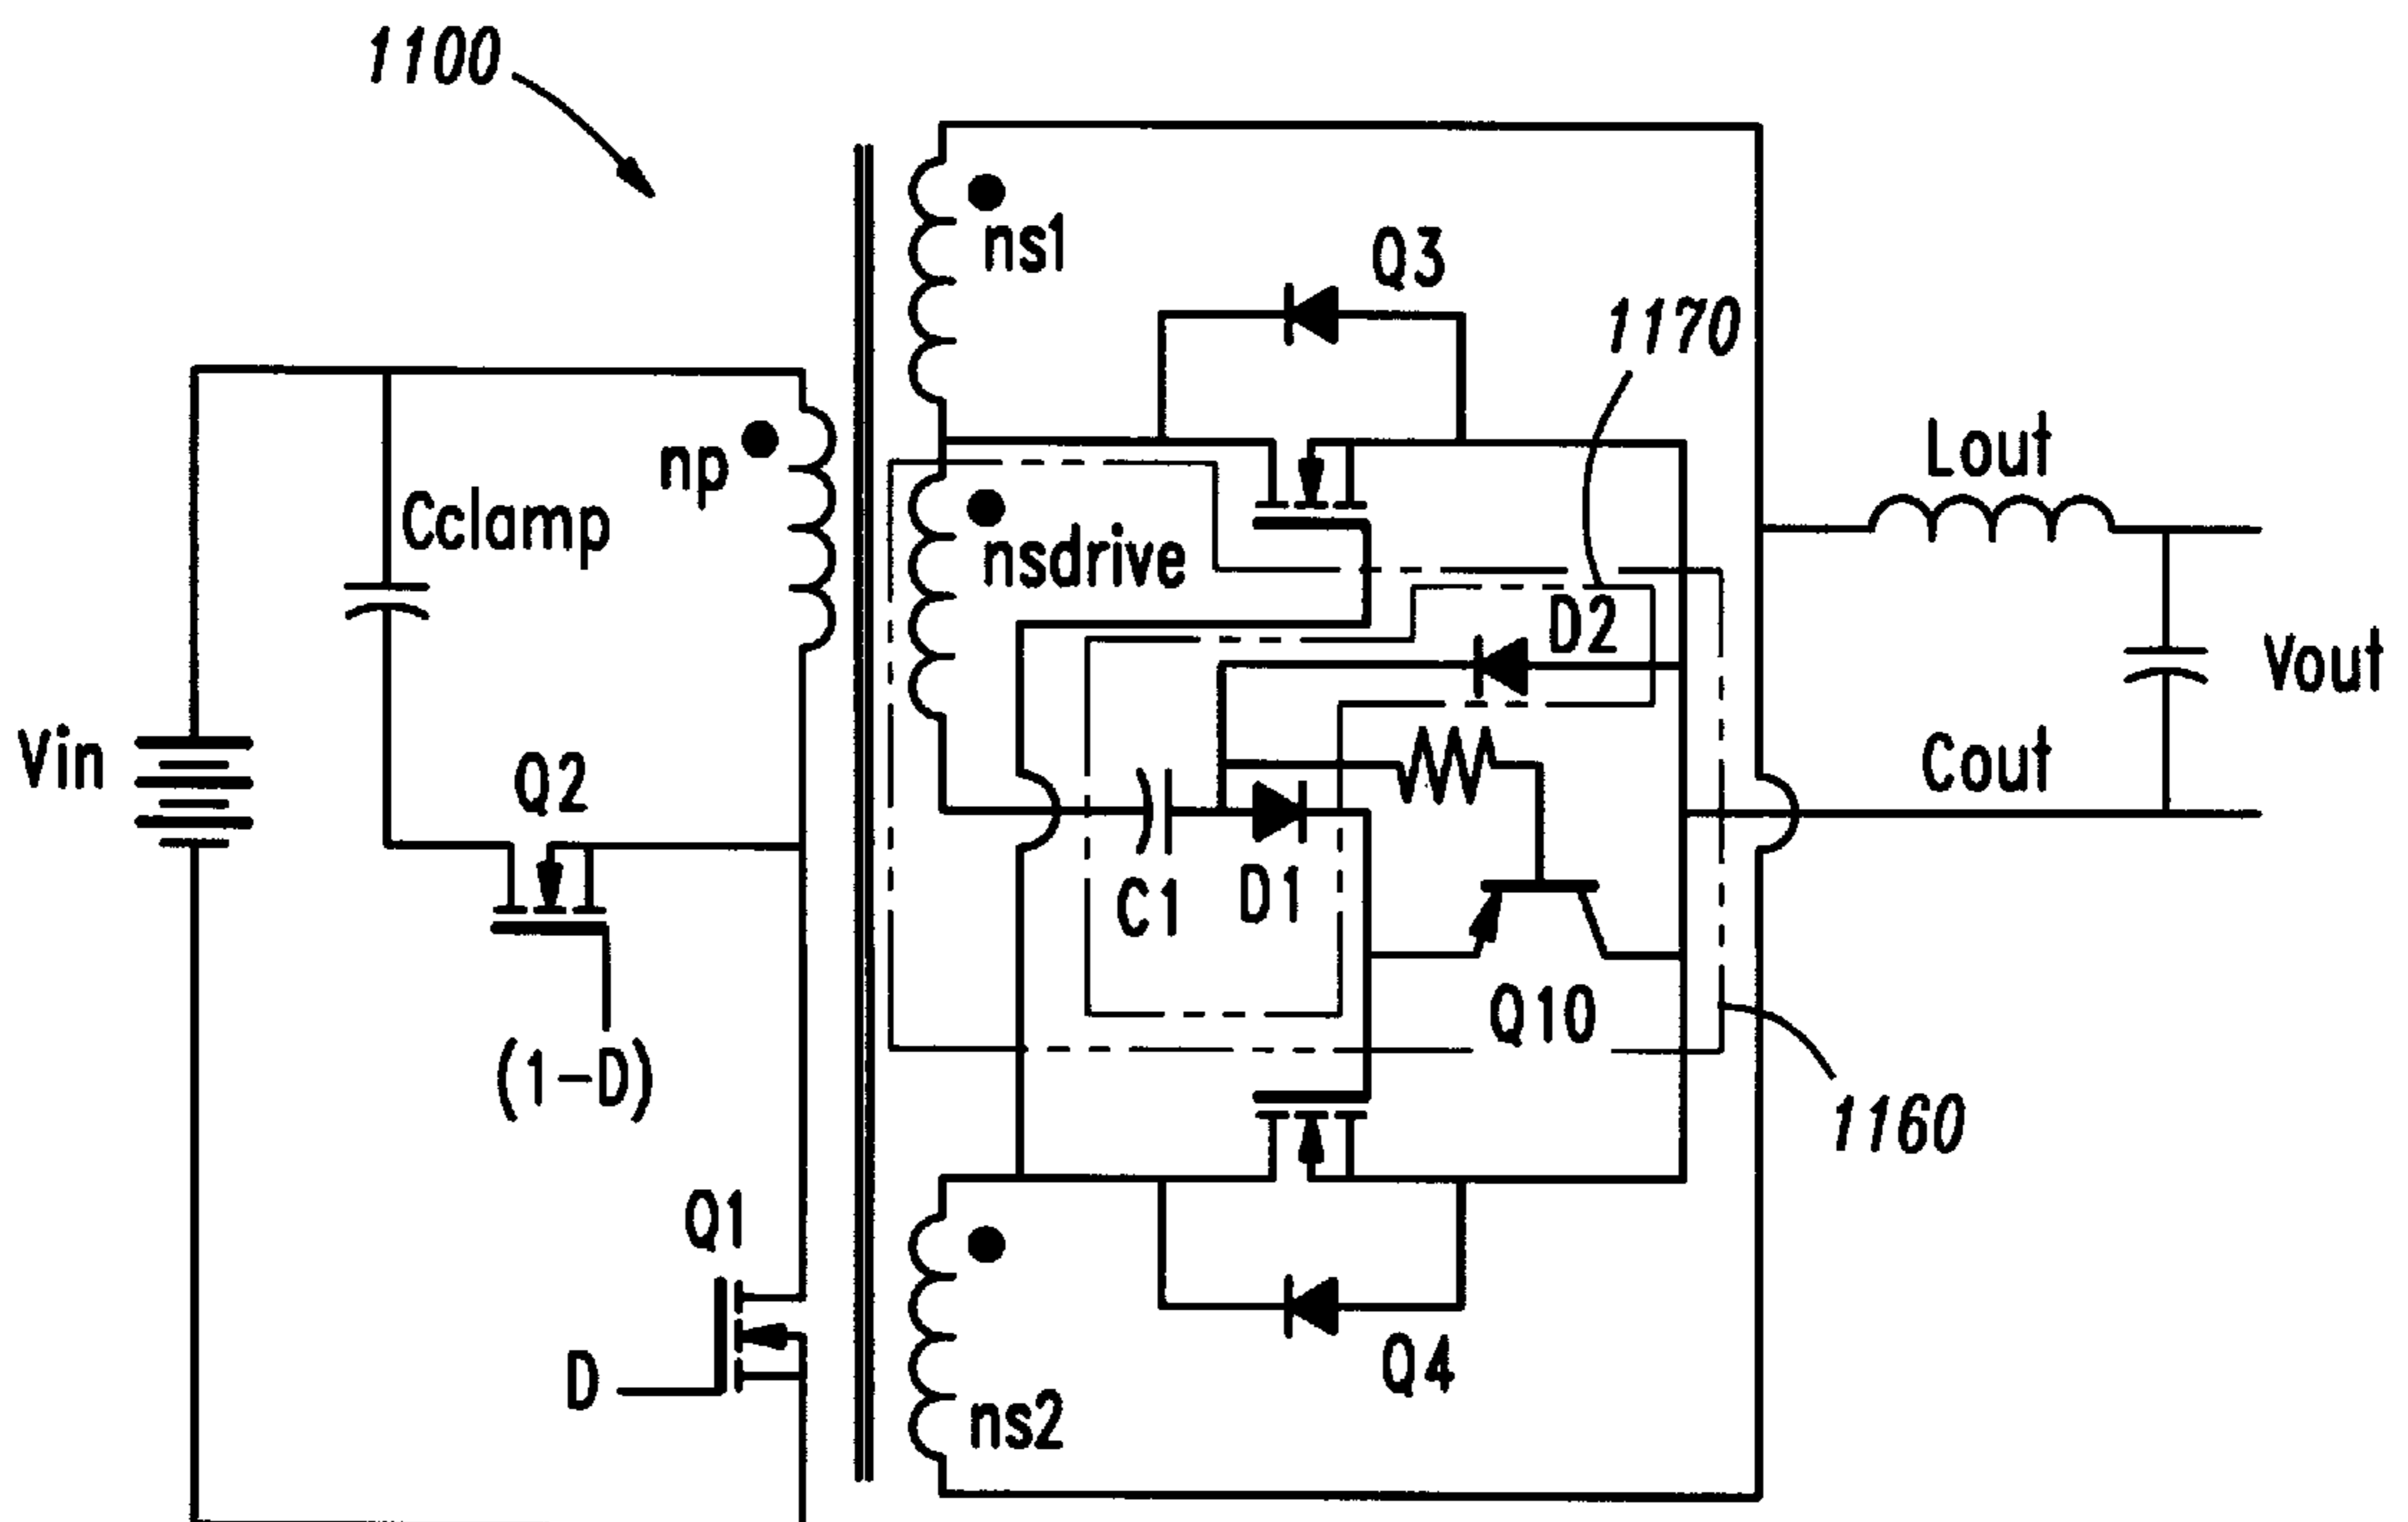 1100
ns1
Q3
1170
np
Cclamp
nsdrive
Lout
D2
Vin
Q2
Cout
Vout
C1
D1
Q10
(1-D)
1160
Q1
D
Q4
ns2